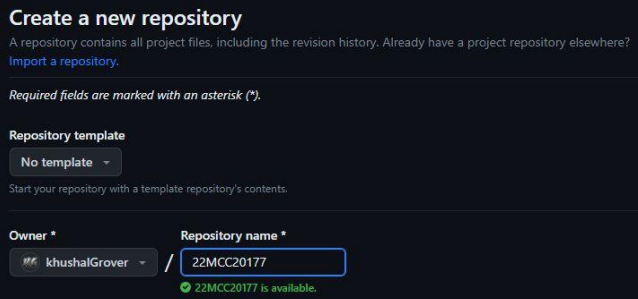 Create a new repository
A repository contains all project files, including the revision history. Already have a project repository elsewhere?
Import a repository.
Required fields are marked with an asterisk (*).
Repository template
No template
Start your repository with a template repository's contents.
Owner * Repository name *
khushalGrover / 22MCC20177
22MCC20177 is available.